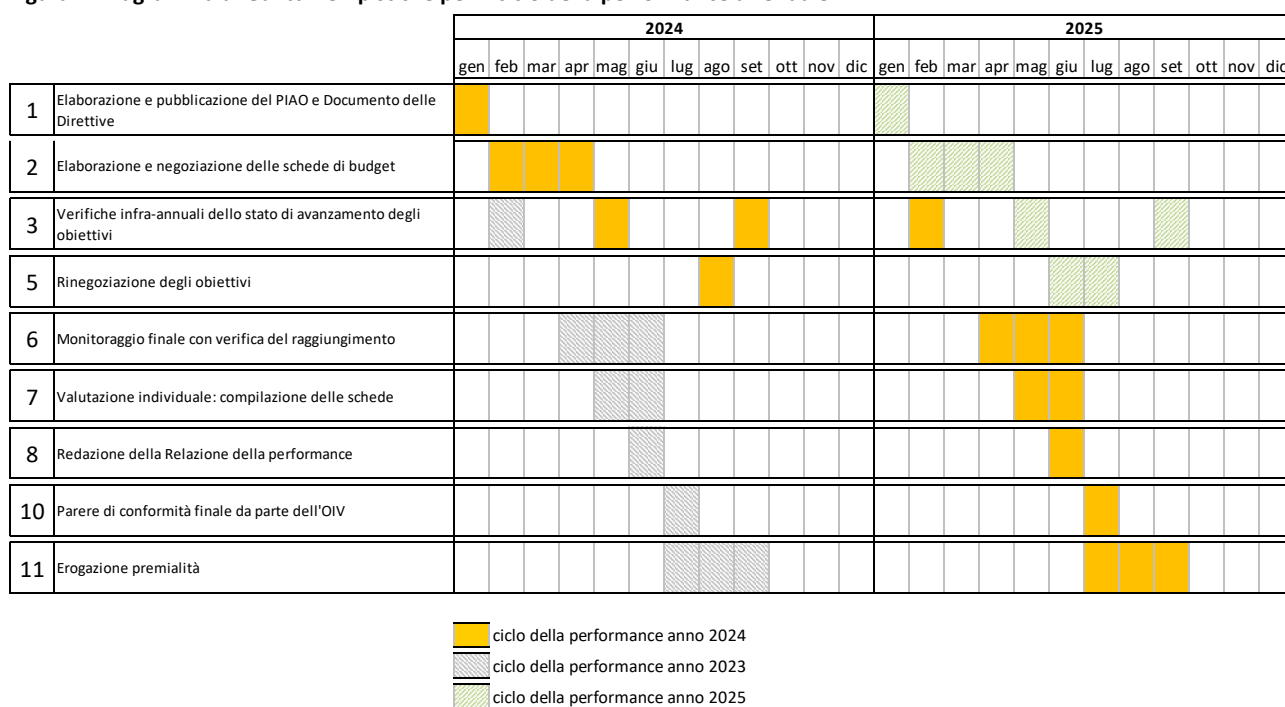 2024 2025
gen feb mar apr mag giu lug ago set ott nov dic gen feb mar apr mag giu lug ago set ott nov dic
1 Elaborazione e pubblicazione del PIAO e Documento delle
Direttive
2 Elaborazione e negoziazione delle schede di budget
3 Verifiche infra-annuali dello stato di avanzamento degli
obiettivi
5 Rinegoziazione degli obiettivi
6 Monitoraggio finale con verifica del raggiungimento
7 Valutazione individuale: compilazione delle schede
8 Redazione della Relazione della performance
10 Parere di conformità finale da parte dell'OIV
11 Erogazione premialità
ciclo della performance anno 2024
ciclo della performance anno 2023
ciclo della performance anno 2025